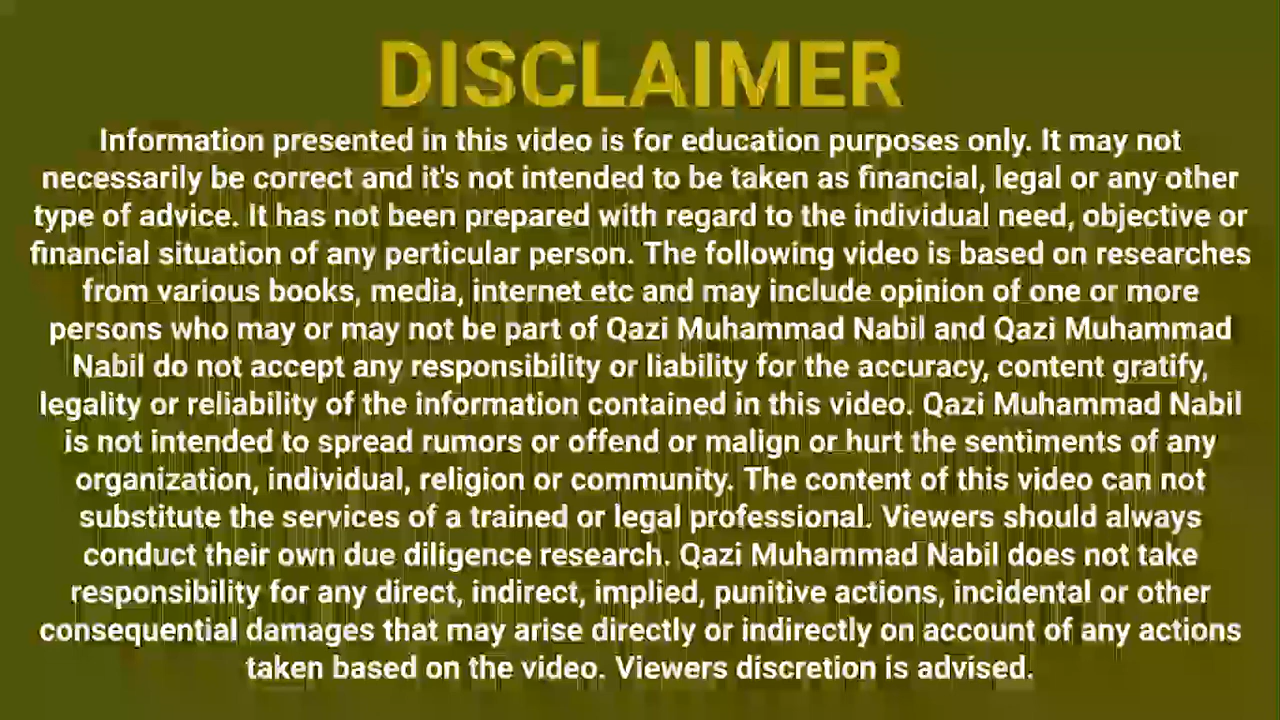 DISCLAIMER
Information presented in this video is for education purposes only. It may not
necessarily be correct and it's not intended to be taken as financial, legal or any other
type of advice. It has not been prepared with regard to the individual need, objective or
financial situation of any perticular person. The following video is based on researches
from various books, media, internet etc and may include opinion of one or more
persons who may or may not be part of Qazi Muhammad Nabil and Qazi Muhammad
Nabil do not accept any responsibility or liability for the accuracy, content gratify,
legality or reliability of the information contained in this video. Qazi Muhammad Nabil
is not intended to spread rumors or offend or malign or hurt the sentiments of any
organization, individual, religion or community. The content of this video can not
substitute the services of a trained or legal professional. Viewers should always
conduct their own due diligence research. Qazi Muhammad Nabil does not take
responsibility for any direct, indirect, implied, punitive actions, incidental or other
consequential damages that may arise directly or indirectly on account of any actions
taken based on the video. Viewers discretion is advised.